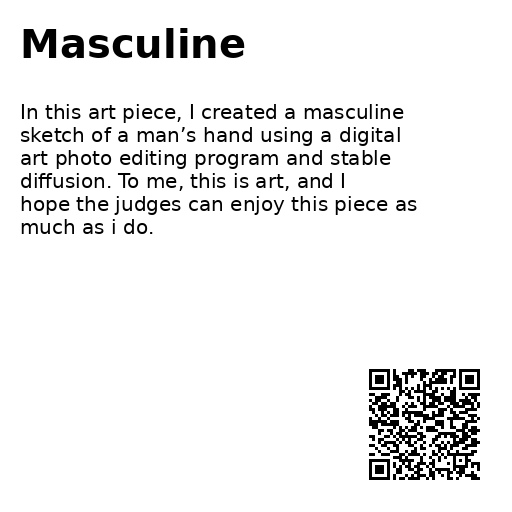 Masculine
In this art piece, I created a masculine
sketch of a man’s hand using a digital
art photo editing program and stable
diffusion. To me, this is art, and I
hope the judges can enjoy this piece as
much as i do.